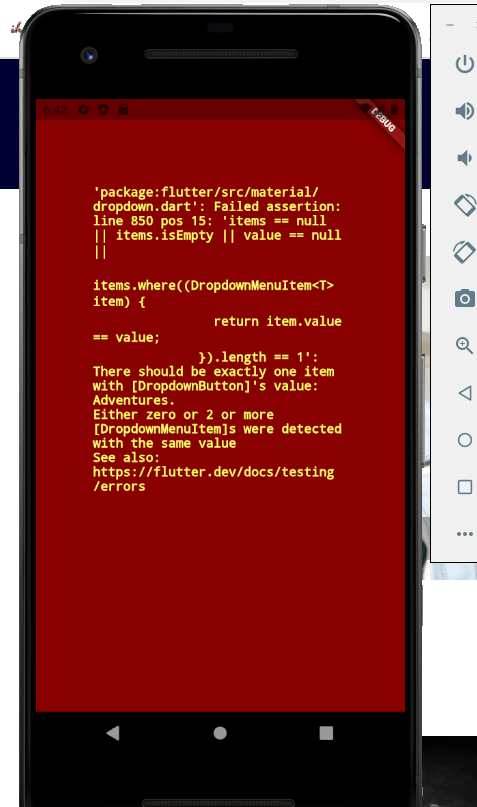 6:42
DEBUG
'package:flutter/src/material/
dropdown.dart': Failed assertion:
line 850 pos 15: 'items == null
|| items.isEmpty || value == null
||
items.where((DropdownMenuItem<T>
item) {
return item.value
== value;
}).length == 1':
There should be exactly one item
with [DropdownButton]'s value:
Adventures.
Either zero or 2 or more
[DropdownMenuItem]s were detected
with the same value
See also:
https://flutter.dev/docs/testing
/errors